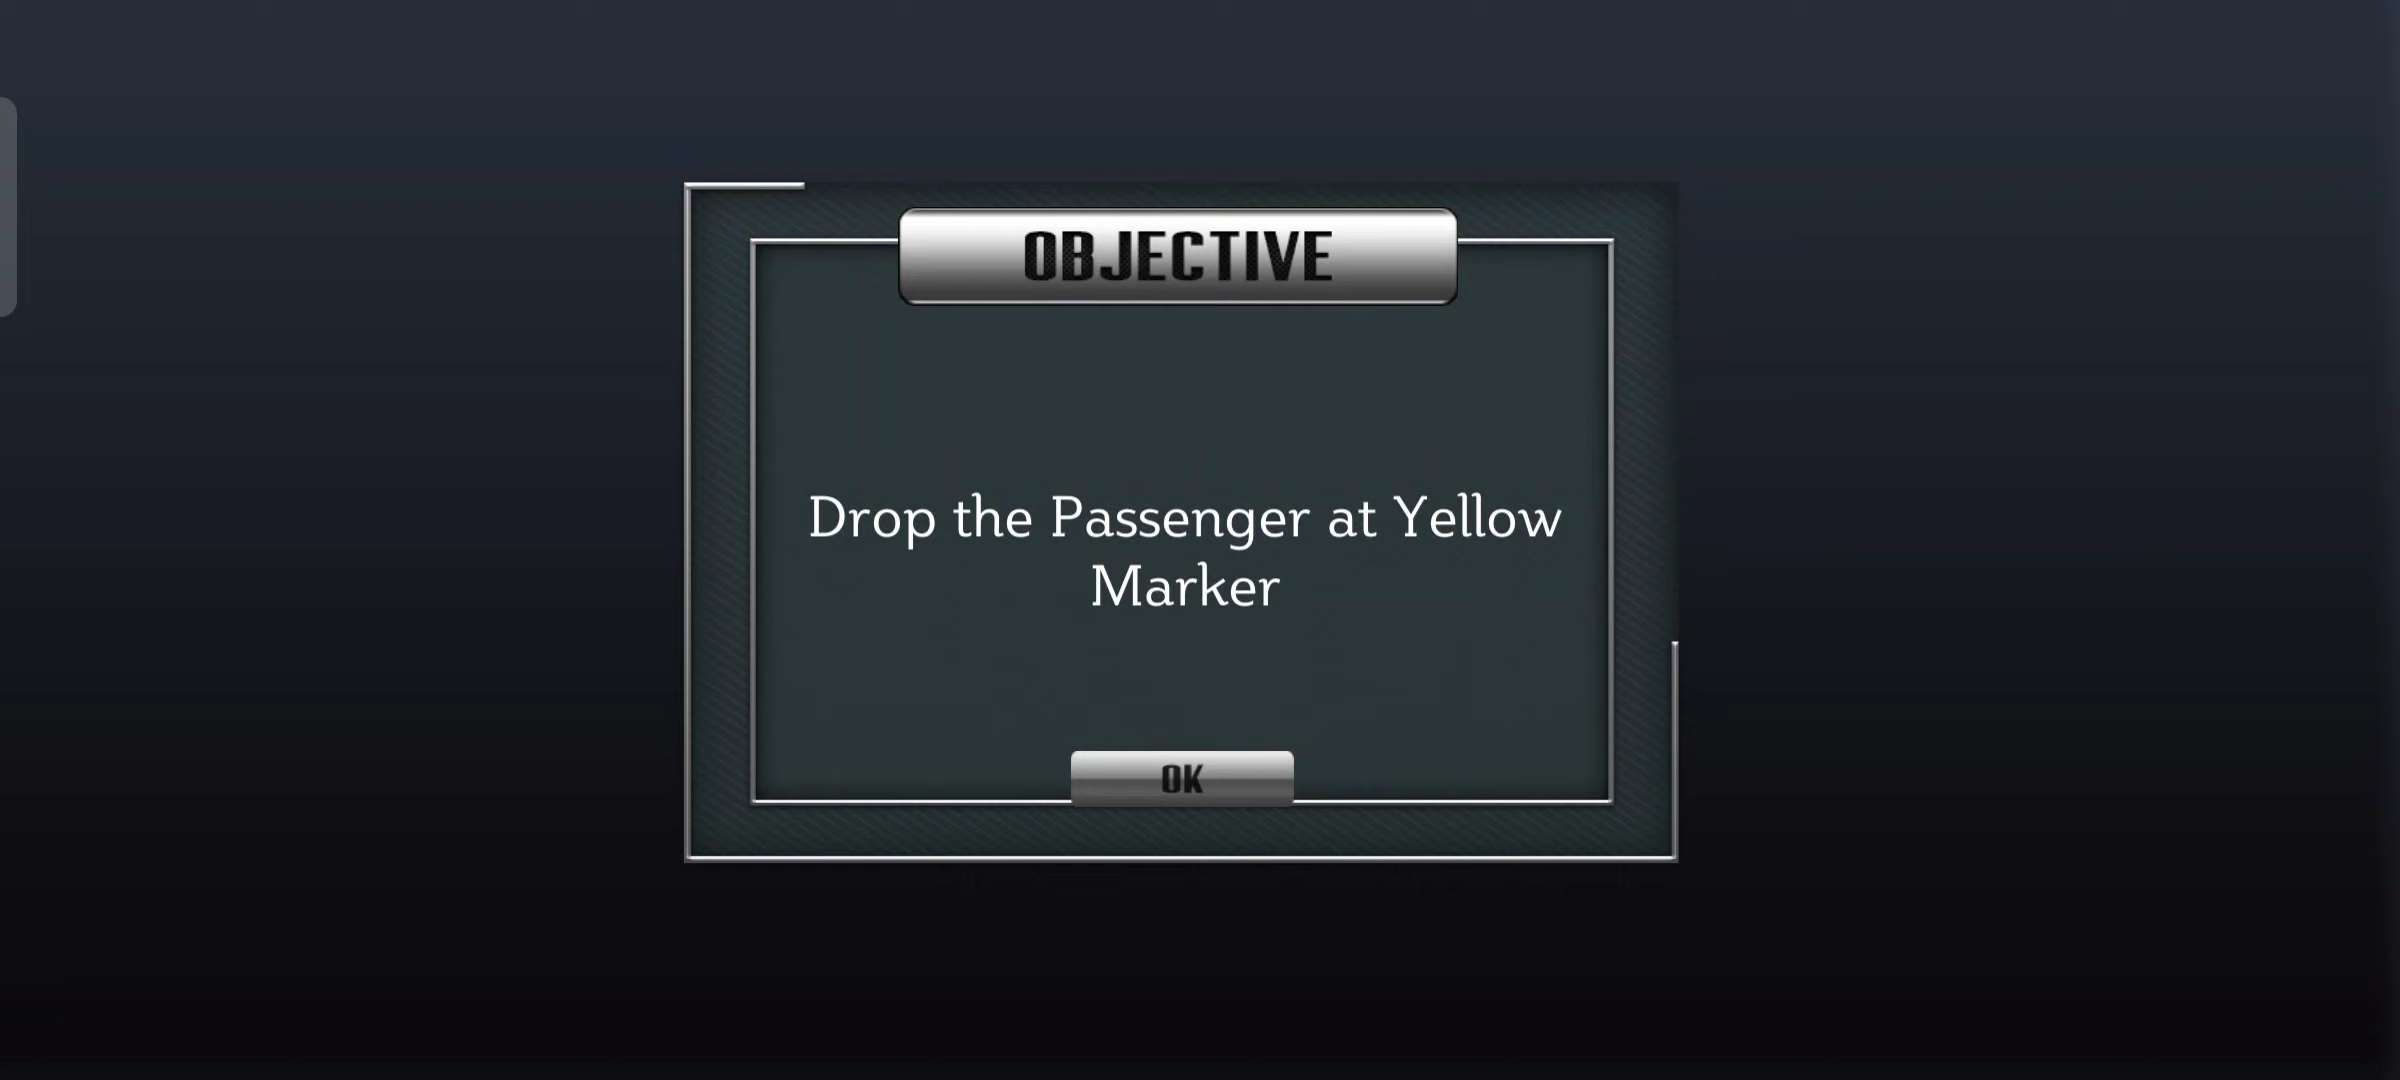 OBJECTIVE
Drop the Passenger at Yellow
Marker
OK